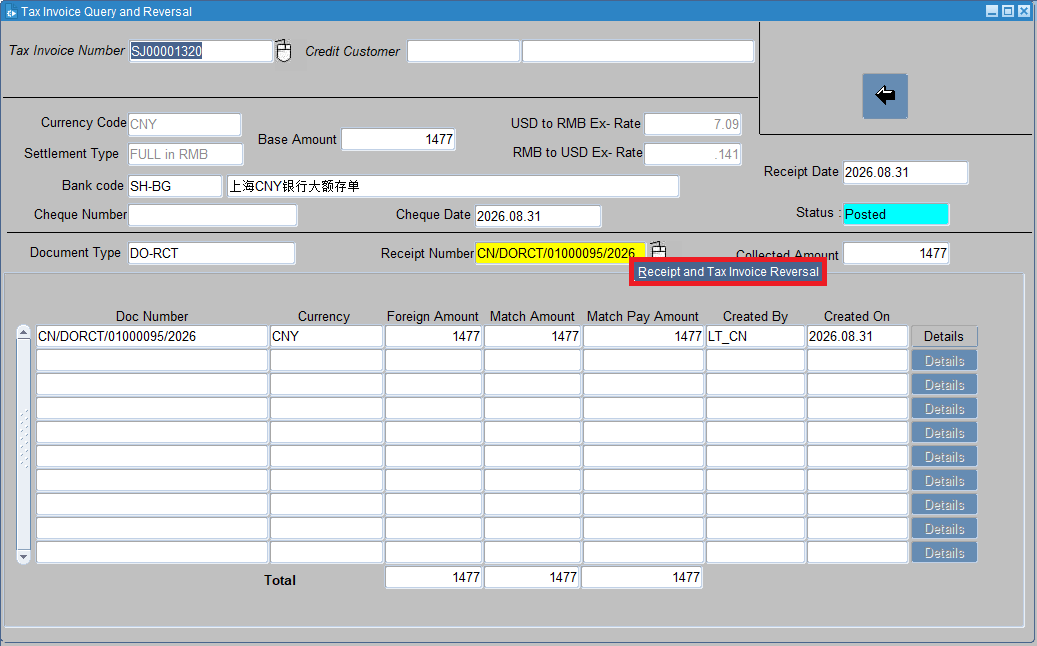 Tax Invoice Query and Reversal
Tax Invoice Number SJ00001320 Credit Customer
Currency Code CNY Base Amount 1477 USD to RMB Ex- Rate 7.09
Settlement Type FULL in RMB RMB to USD Ex- Rate .141
Receipt Date 2026.08.31
Bank code SH-BG 上海CNY银行大额存单
Cheque Number Cheque Date 2026.08.31 Status : Posted
Document Type DO-RCT Receipt Number CN/DORCT/01000095/2026 Collected Amount 1477
Receipt and Tax Invoice Reversal
Doc Number Currency Foreign Amount Match Amount Match Pay Amount Created By Created On
CN/DORCT/01000095/2026 CNY 1477 1477 1477 LT_CN 2026.08.31 Details
Details
Details
Details
Details
Details
Details
Details
Details
Details
Total 1477 1477 1477